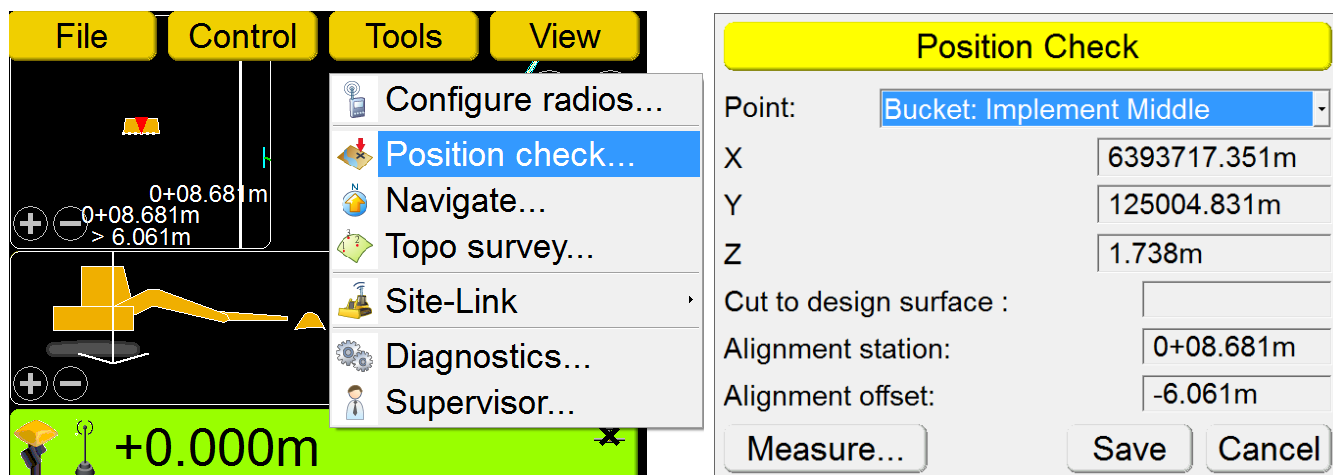 File
Control
Tools
View
0+08.681m
0+08.681m
> 6.061m
+0.000m
Configure radios...
Position check...
Navigate...
Topo survey...
Site-Link
Diagnostics...
Supervisor...
Position Check
Point: Bucket: Implement Middle
X 6393717.351m
Y 125004.831m
Z 1.738m
Cut to design surface :
Alignment station: 0+08.681m
Alignment offset: -6.061m
Measure... Save Cancel